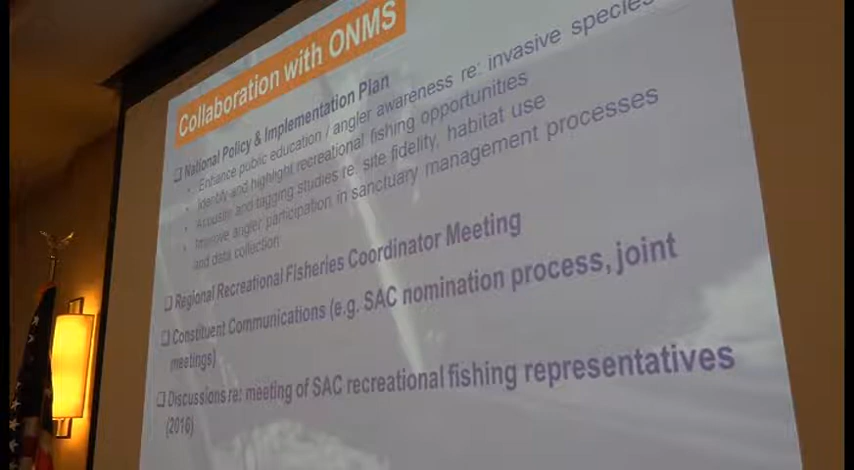 Collaboration with ONMS
❑ National Policy & Implementation Plan
• Enhance public education / angler awareness re: invasive species
• Identify and highlight recreational fishing opportunities
• Acoustic and tagging studies re: site fidelity, habitat use
• Improve angler participation in sanctuary management processes
and data collection
❑ Regional Recreational Fisheries Coordinator Meeting
❑ Constituent Communications (e.g. SAC nomination process, joint
meetings)
❑ Discussions re: meeting of SAC recreational fishing representatives
(2016)